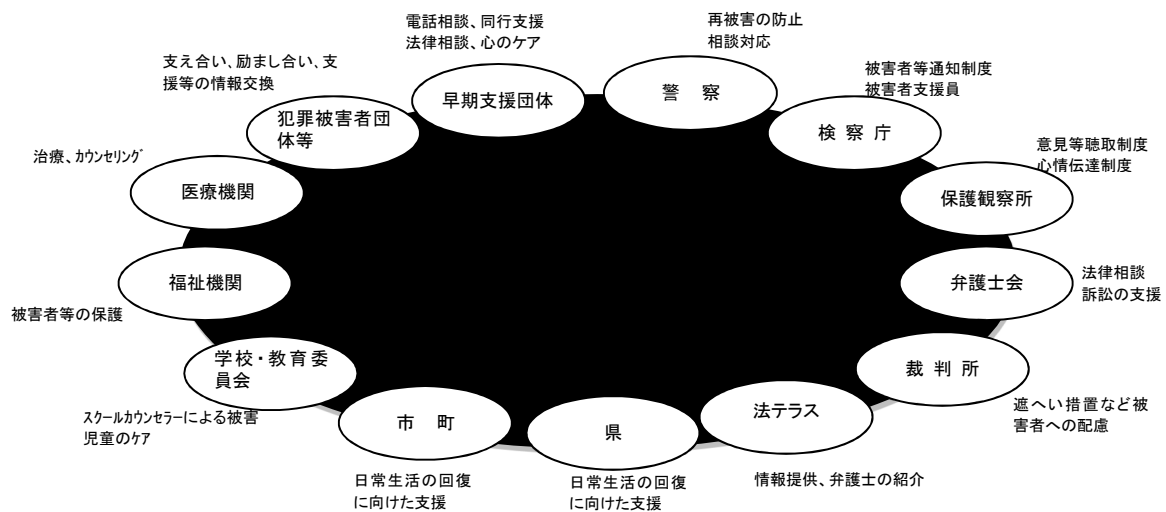 電話相談、同行支援
法律相談、心のケア
早期支援団体
再被害の防止
相談対応
警 察
被害者等通知制度
被害者支援員
検 察 庁
意見等聴取制度
心情伝達制度
保護観察所
法律相談
訴訟の支援
弁護士会
裁 判 所
遮へい措置など被
害者への配慮
法テラス
情報提供、弁護士の紹介
県
日常生活の回復
に向けた支援
市 町
日常生活の回復
に向けた支援
学校・教育委
員会
スクールカウンセラーによる被害
児童のケア
福祉機関
被害者等の保護
医療機関
治療、カウンセリング
犯罪被害者団
体等
支え合い、励まし合い、支
援等の情報交換